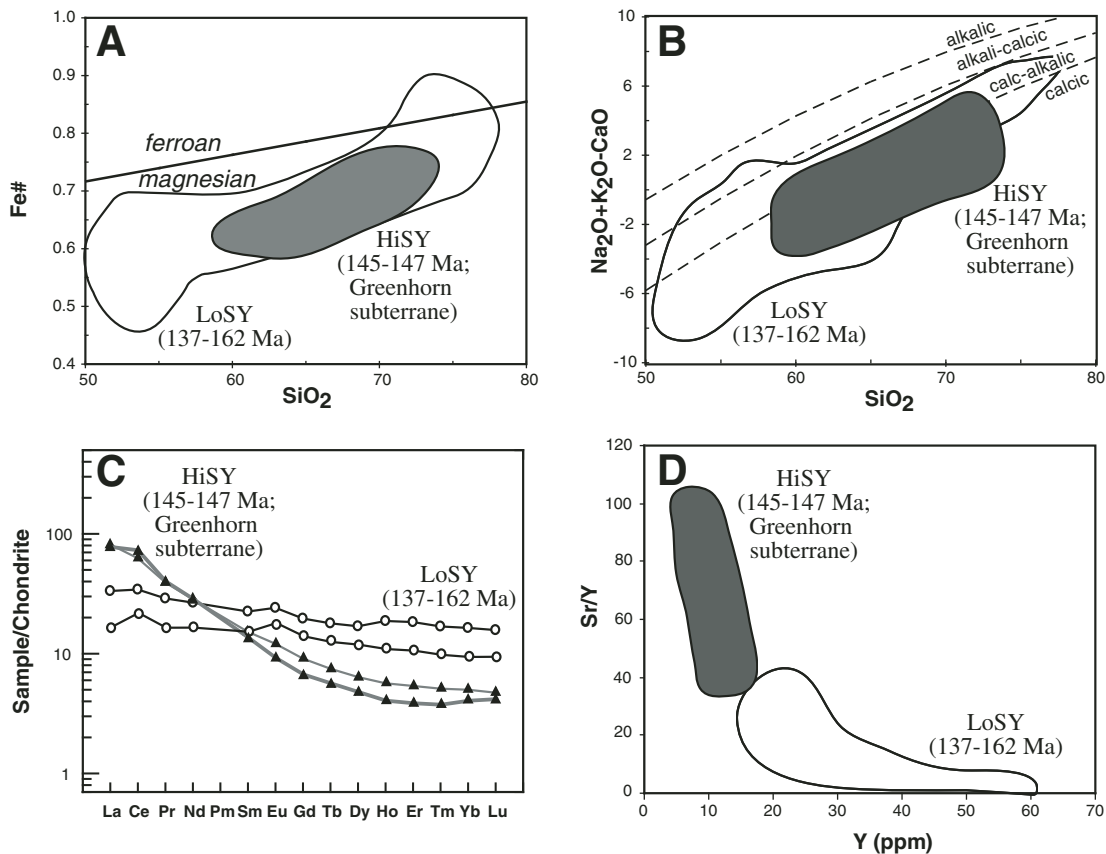 A
1.0
0.9
0.8
0.7
0.6
0.5
0.4
Fe#
ferroan
magnesian
HiSY
(145-147 Ma;
Greenhorn
subterrane)
LoSY
(137-162 Ma)
50
60
70
80
SiO2
B
10
6
2
-2
-6
-10
Na2O+K2O-CaO
alkalic
alkali-calcic
calc-alkalic
calcic
HiSY
(145-147 Ma;
Greenhorn
subterrane)
LoSY
(137-162 Ma)
50
60
70
80
SiO2
C
100
10
1
Sample/Chondrite
HiSY
(145-147 Ma;
Greenhorn
subterrane)
LoSY
(137-162 Ma)
La Ce Pr Nd Pm Sm Eu Gd Tb Dy Ho Er Tm Yb Lu
D
120
100
80
60
40
20
0
Sr/Y
HiSY
(145-147 Ma;
Greenhorn
subterrane)
LoSY
(137-162 Ma)
0 10 20 30 40 50 60 70
Y (ppm)